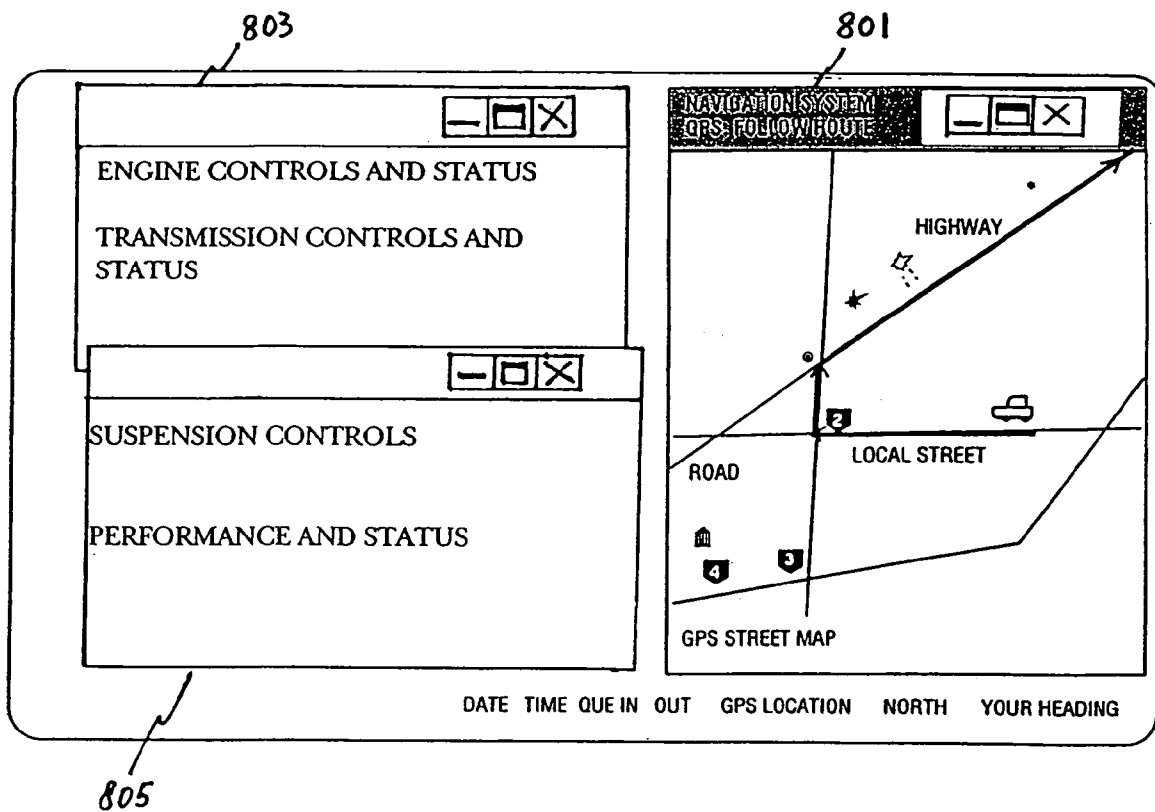 803
801
ENGINE CONTROLS AND STATUS
TRANSMISSION CONTROLS AND
STATUS
SUSPENSION CONTROLS
PERFORMANCE AND STATUS
NAVIGATION SYSTEM
GPS: FOLLOW ROUTE
HIGHWAY
2
LOCAL STREET
ROAD
3
4
GPS STREET MAP
DATE TIME QUE IN OUT GPS LOCATION NORTH YOUR HEADING
805